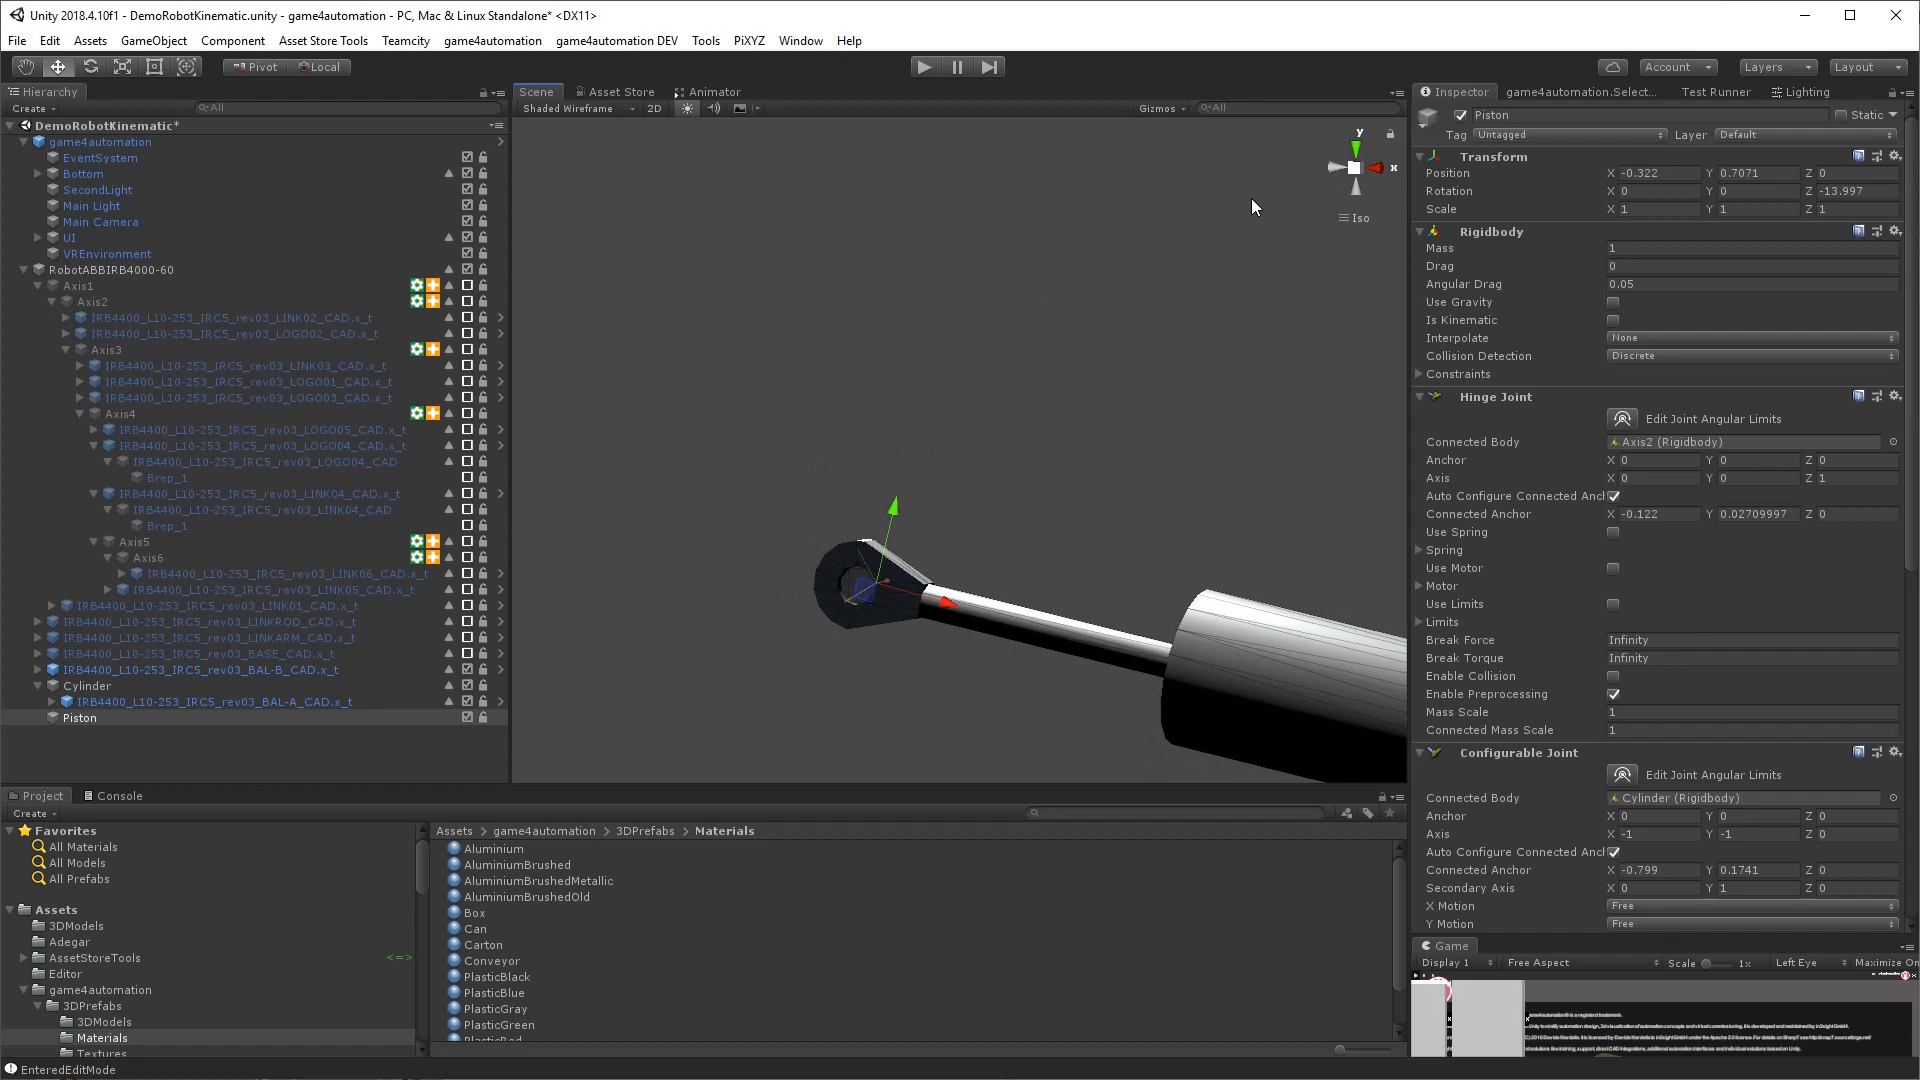 Unity 2018.4.10f1 - DemoRobotKinematic.unity - game4automation - PC, Mac & Linux Standalone* <DX11>
File Edit Assets GameObject Component Asset Store Tools Teamcity game4automation game4automation DEV Tools PiXYZ Window Help
Pivot Local Account Layers Layout
Hierarchy
Create All
DemoRobotKinematic*
game4automation
EventSystem
Bottom
SecondLight
Main Light
Main Camera
UI
VREnvironment
RobotABBIRB4000-60
Axis1
Axis2
IRB4400_L10-253_IRC5_rev03_LINK02_CAD.x_t
IRB4400_L10-253_IRC5_rev03_LOGO02_CAD.x_t
Axis3
IRB4400_L10-253_IRC5_rev03_LINK03_CAD.x_t
IRB4400_L10-253_IRC5_rev03_LOGO01_CAD.x_t
IRB4400_L10-253_IRC5_rev03_LOGO03_CAD.x_t
Axis4
IRB4400_L10-253_IRC5_rev03_LOGO05_CAD.x_t
IRB4400_L10-253_IRC5_rev03_LOGO04_CAD.x_t
IRB4400_L10-253_IRC5_rev03_LOGO04_CAD
Brep_1
IRB4400_L10-253_IRC5_rev03_LINK04_CAD.x_t
IRB4400_L10-253_IRC5_rev03_LINK04_CAD
Brep_1
Axis5
Axis6
IRB4400_L10-253_IRC5_rev03_LINK06_CAD.x_t
IRB4400_L10-253_IRC5_rev03_LINK05_CAD.x_t
IRB4400_L10-253_IRC5_rev03_LINK01_CAD.x_t
IRB4400_L10-253_IRC5_rev03_LINKROD_CAD.x_t
IRB4400_L10-253_IRC5_rev03_LINKARM_CAD.x_t
IRB4400_L10-253_IRC5_rev03_BASE_CAD.x_t
IRB4400_L10-253_IRC5_rev03_BAL-B_CAD.x_t
Cylinder
IRB4400_L10-253_IRC5_rev03_BAL-A_CAD.x_t
Piston
Scene Asset Store Animator
Shaded Wireframe 2D Gizmos All
y
x
Iso
Inspector game4automation.Select... Test Runner Lighting
Piston Static
Tag Untagged Layer Default
Transform
Position X -0.322 Y 0.7071 Z 0
Rotation X 0 Y 0 Z -13.997
Scale X 1 Y 1 Z 1
Rigidbody
Mass 1
Drag 0
Angular Drag 0.05
Use Gravity
Is Kinematic
Interpolate None
Collision Detection Discrete
Constraints
Hinge Joint
Edit Joint Angular Limits
Connected Body Axis2 (Rigidbody)
Anchor X 0 Y 0 Z 0
Axis X 0 Y 0 Z 1
Auto Configure Connected Anch
Connected Anchor X -0.122 Y 0.02709997 Z 0
Use Spring
Spring
Use Motor
Motor
Use Limits
Limits
Break Force Infinity
Break Torque Infinity
Enable Collision
Enable Preprocessing
Mass Scale 1
Connected Mass Scale 1
Configurable Joint
Edit Joint Angular Limits
Connected Body Cylinder (Rigidbody)
Anchor X 0 Y 0 Z 0
Axis X -1 Y -1 Z 0
Auto Configure Connected Anch
Connected Anchor X -0.799 Y 0.1741 Z 0
Secondary Axis X 0 Y 1 Z 0
X Motion Free
Y Motion Free
Game
Display 1 Free Aspect Scale 1x Left Eye Maximize On
Project Console
Create
Favorites
All Materials
All Models
All Prefabs
Assets
3DModels
Adegar
AssetStoreTools <=>
Editor
game4automation
3DPrefabs
3DModels
Materials
Textures
Assets > game4automation > 3DPrefabs > Materials
Aluminium
AluminiumBrushed
AluminiumBrushedMetallic
AluminiumBrushedOld
Box
Can
Carton
Conveyor
PlasticBlack
PlasticBlue
PlasticGray
PlasticGreen
PlasticRed
EnteredEditMode